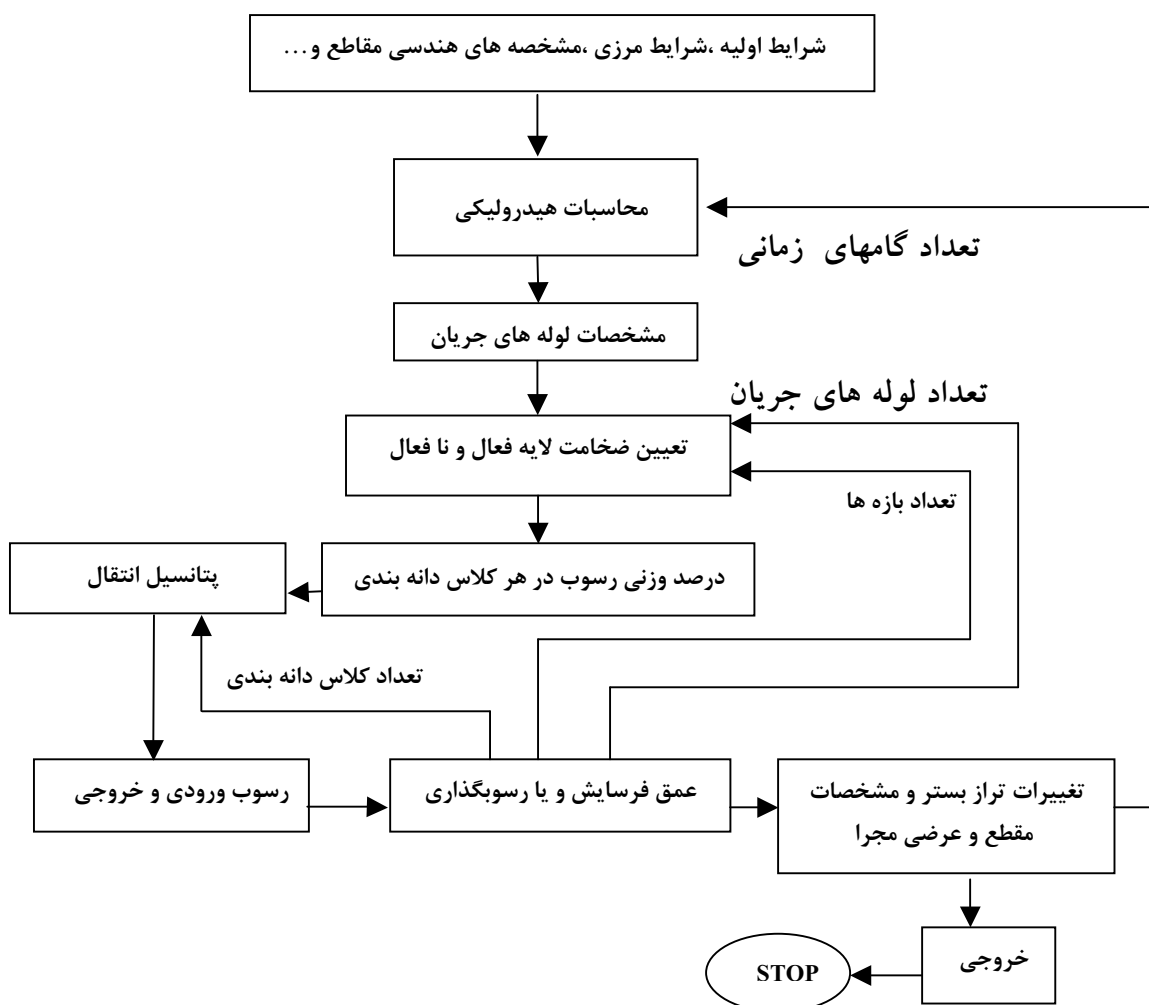 شرایط اولیه ،شرایط مرزی ،مشخصه های هندسی مقاطع و...
محاسبات هیدرولیکی
تعداد گامهای زمانی
مشخصات لوله های جریان
تعداد لوله های جریان
تعیین ضخامت لایه فعال و نا فعال
تعداد بازه ها
درصد وزنی رسوب در هر کلاس دانه بندی
پتانسیل انتقال
تعداد کلاس دانه بندی
رسوب ورودی و خروجی
عمق فرسایش و یا رسوبگذاری
تغییرات تراز بستر و مشخصات
مقطع و عرضی مجرا
خروجی
STOP